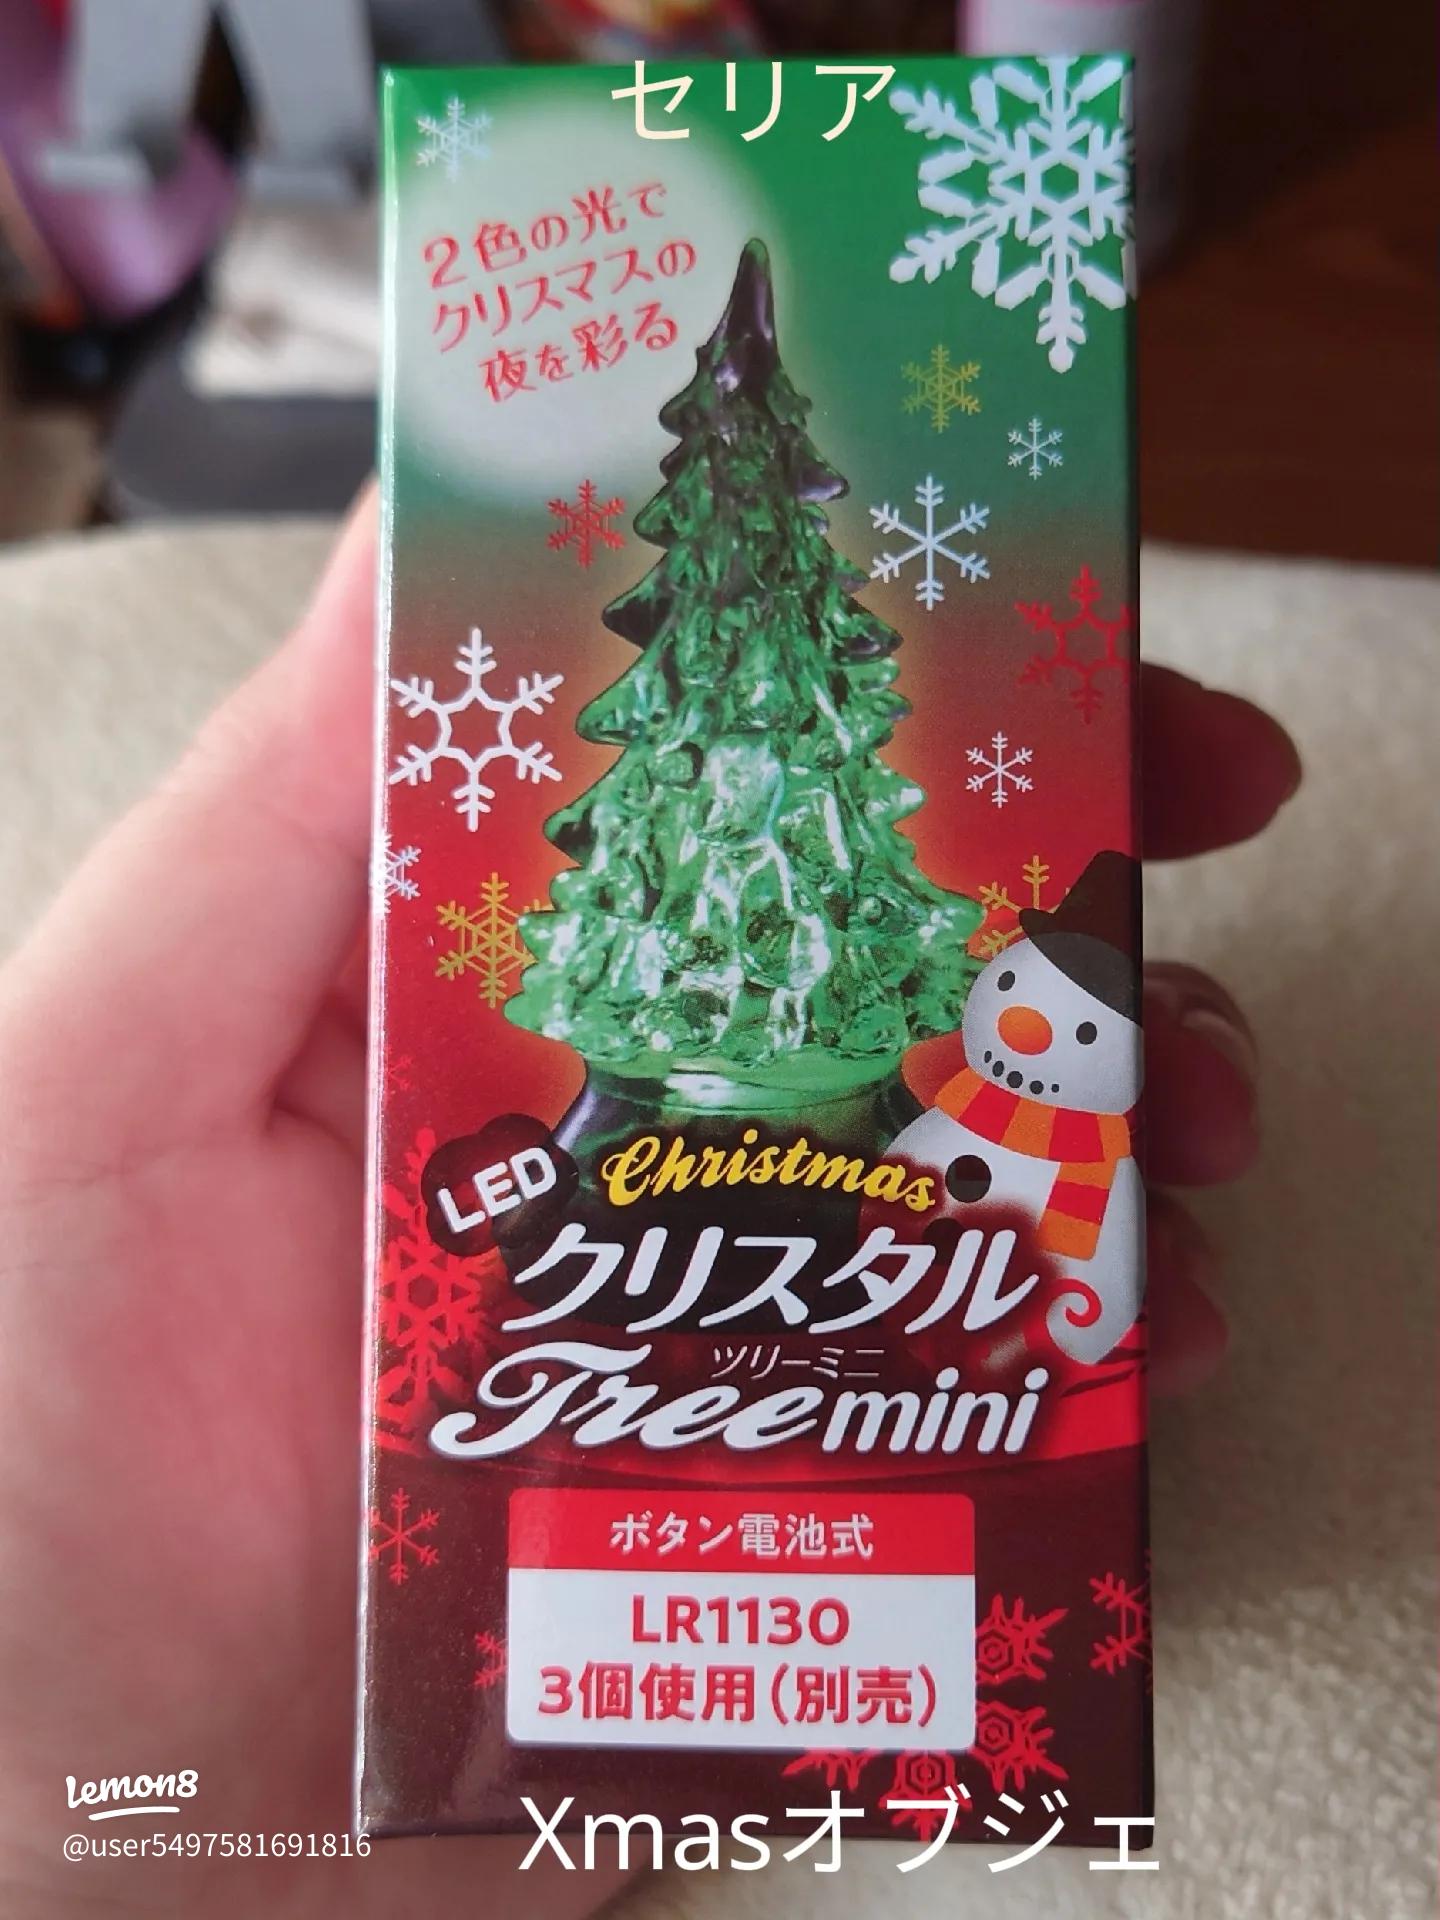 セリア
2色の光で
クリスマスの
夜を彩る
LED
Christmas
クリスタル
ツリーミニ
Tree mini
ボタン電池式
LR1130
3個使用(別売)
Lemon8
@user5497581691816
Xmasオブジェ